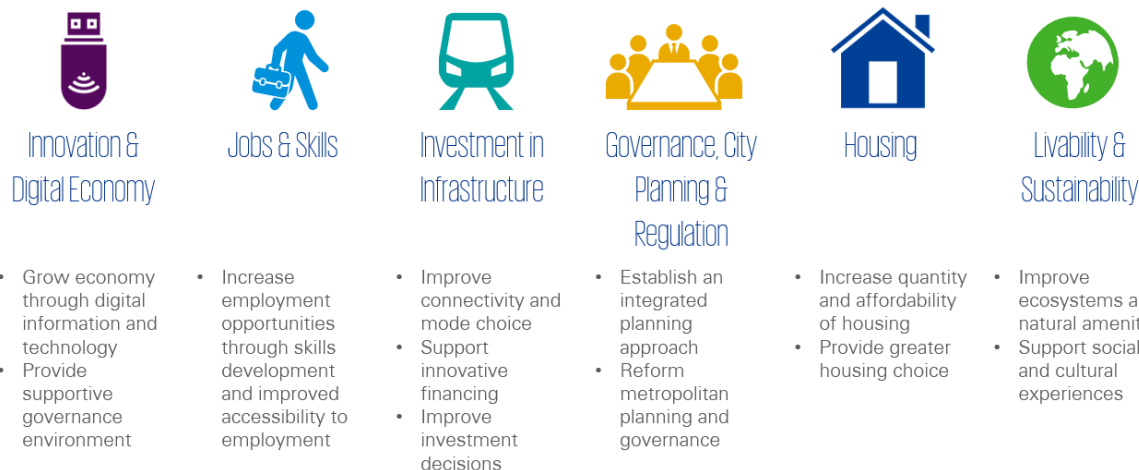 Innovation &
Digital Economy
• Grow economy
through digital
information and
technology
• Provide
supportive
governance
environment
Jobs & Skills
• Increase
employment
opportunities
through skills
development
and improved
accessibility to
employment
Investment in
Infrastructure
• Improve
connectivity and
mode choice
• Support
innovative
financing
• Improve
investment
decisions
Governance, City
Planning &
Regulation
• Establish an
integrated
planning
approach
• Reform
metropolitan
planning and
governance
Housing
• Increase quantity
and affordability
of housing
• Provide greater
housing choice
Livability &
Sustainability
• Improve
ecosystems
natural
• Support social
and cultural
experiences